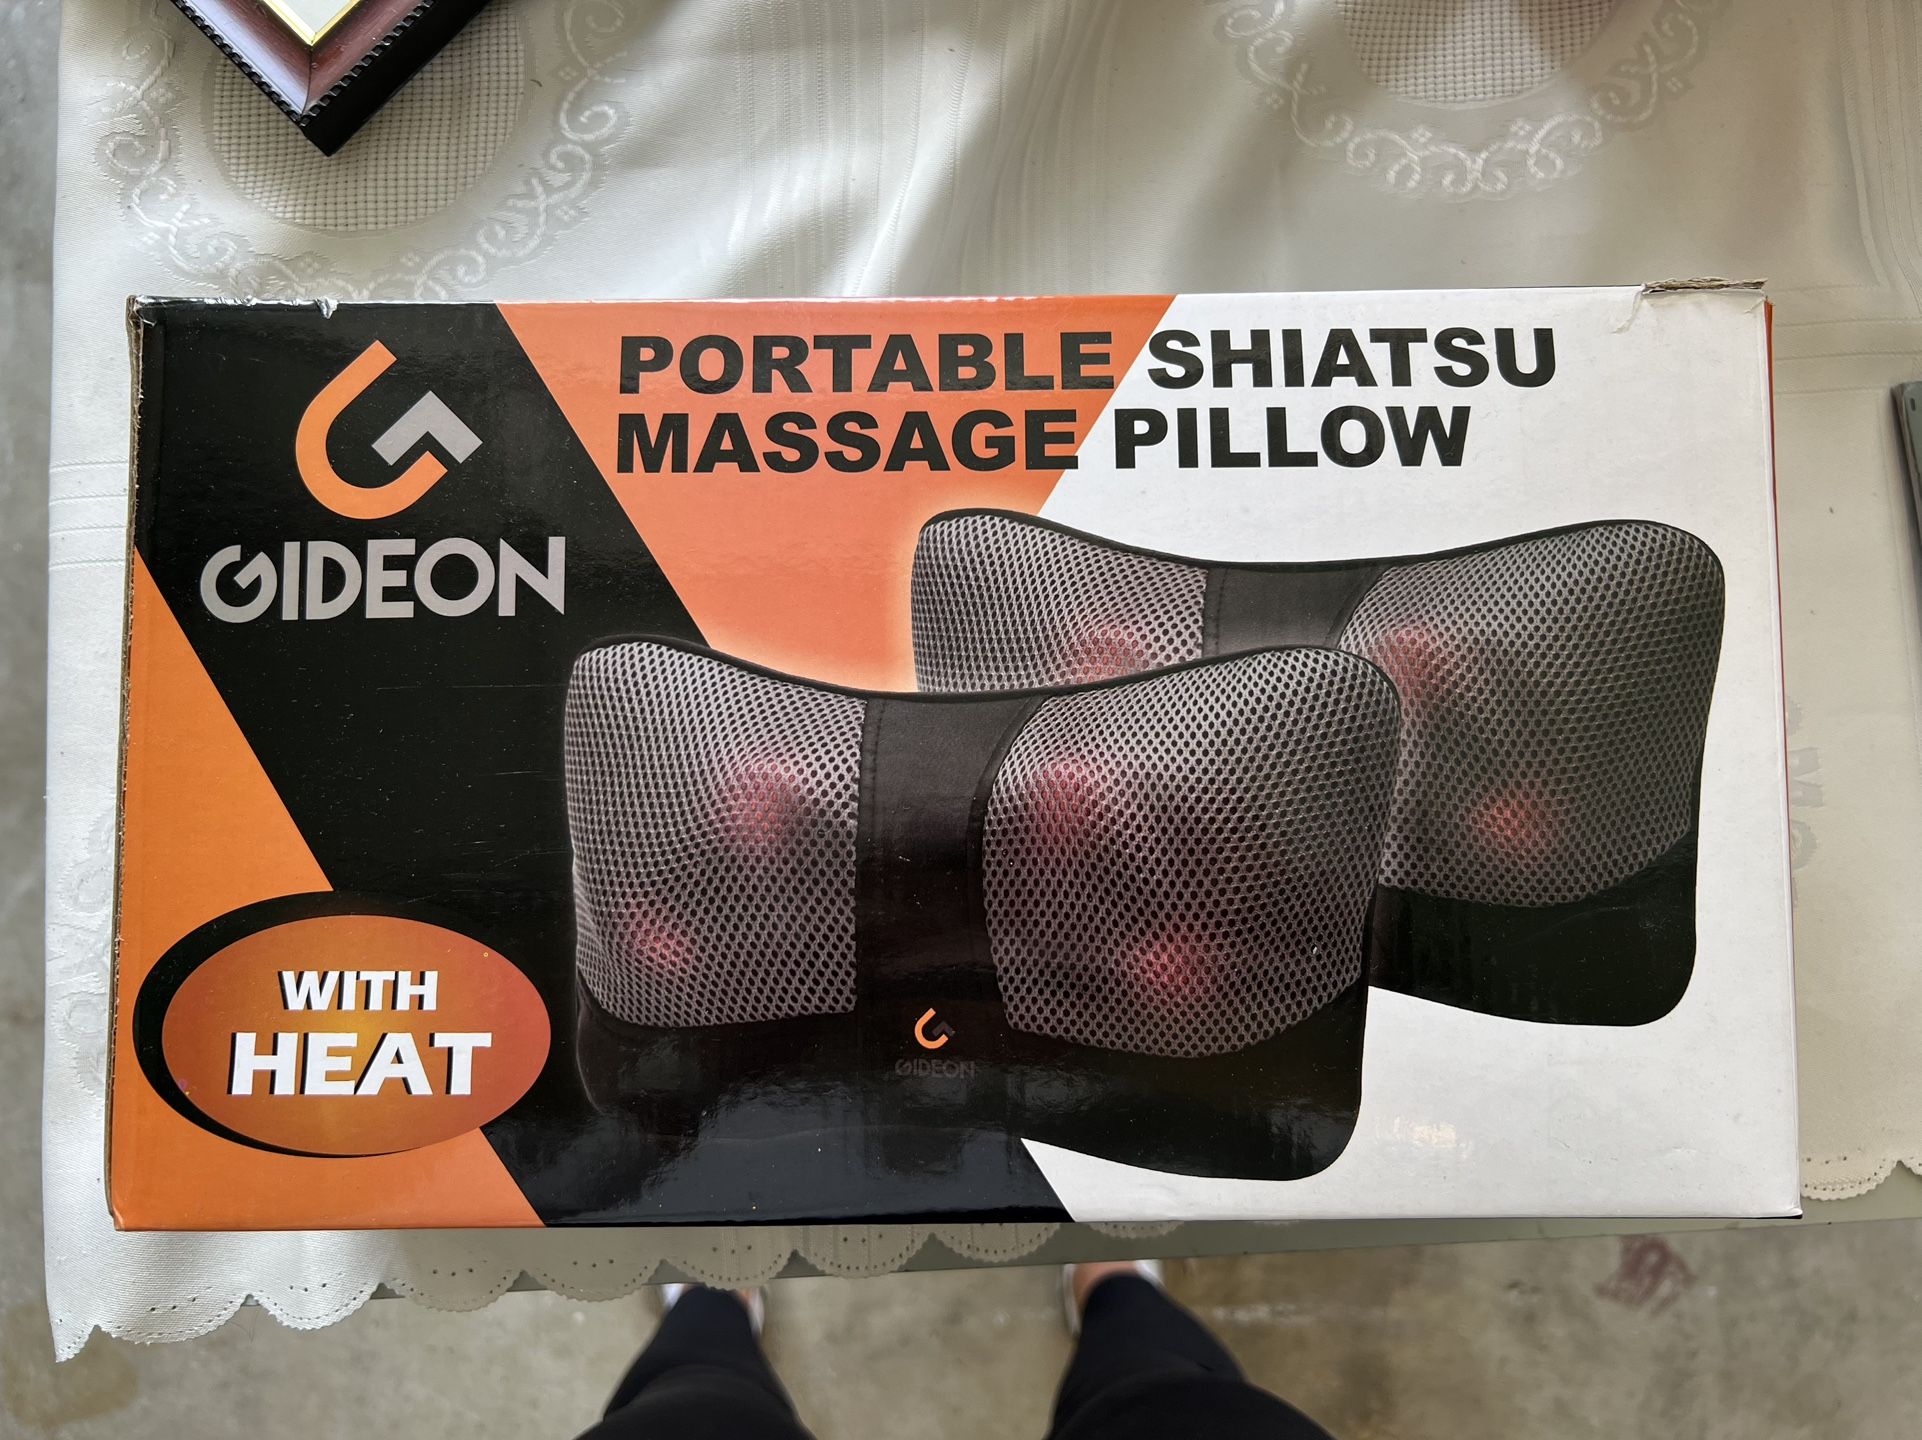 PORTABLE SHIATSU
MASSAGE PILLOW
GIDEON
WITH
HEAT
GIDEON